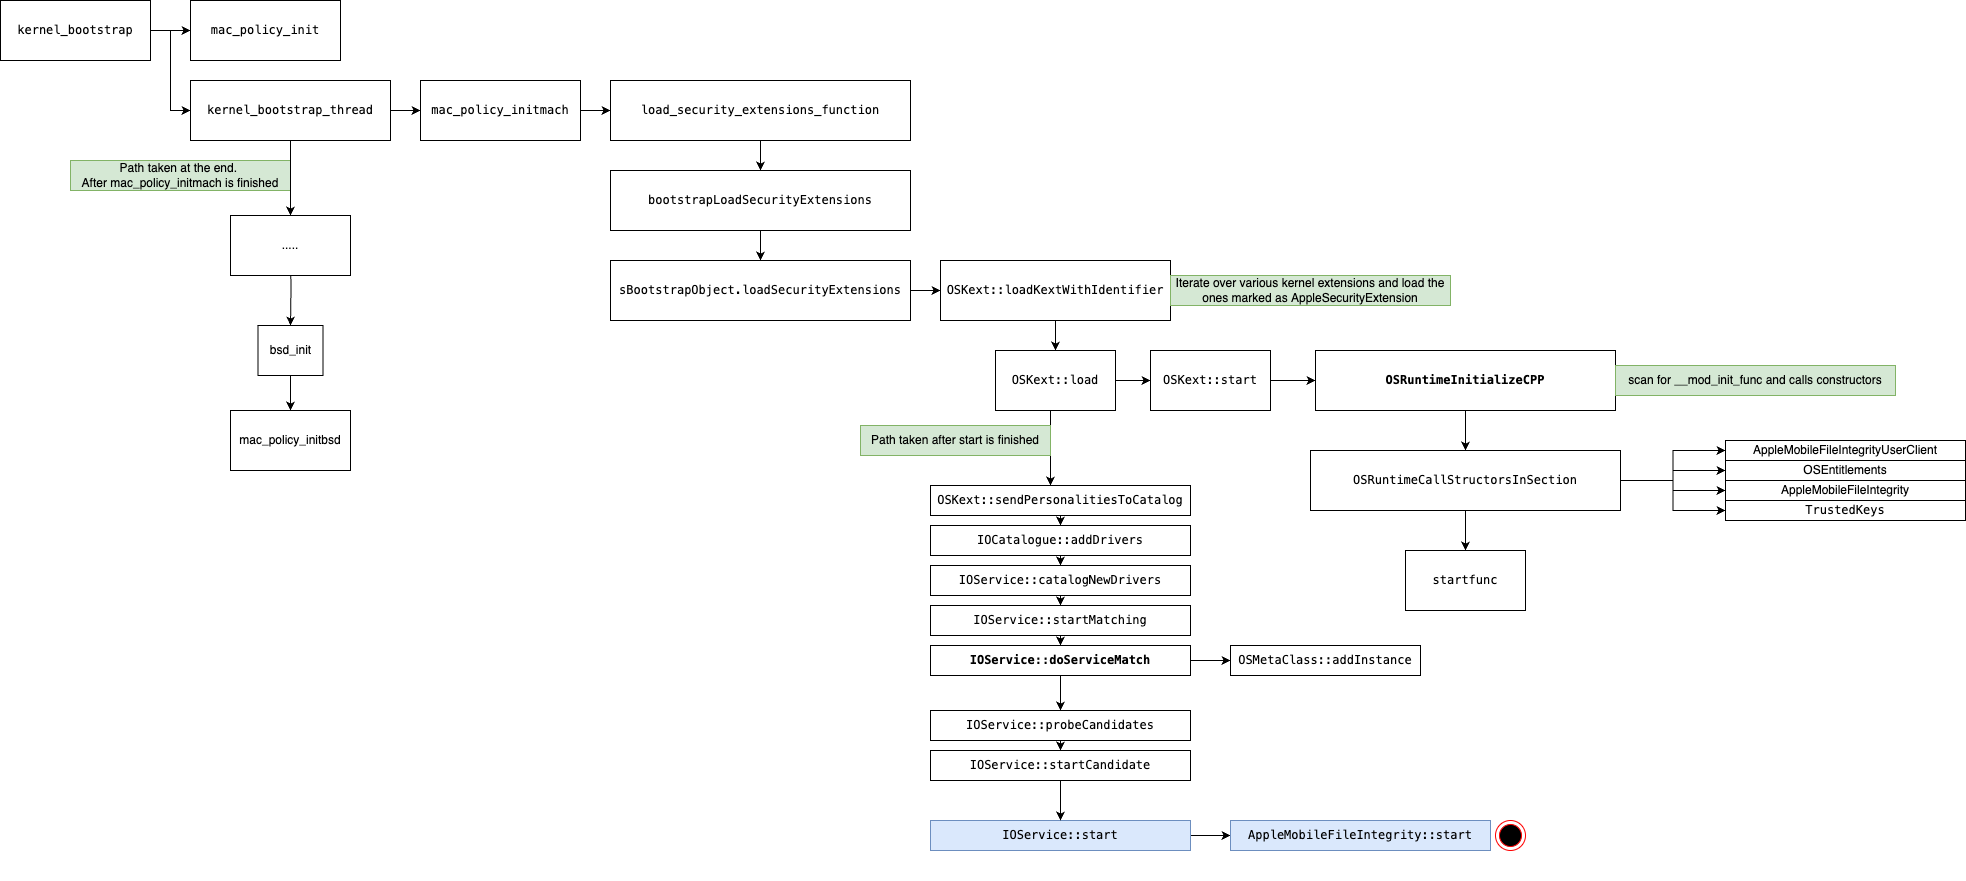 kernel_bootstrap
mac_policy_init
kernel_bootstrap_thread
mac_policy_initmach
load_security_extensions_function
Path taken at the end.
After mac_policy_initmach is finished
bootstrapLoadSecurityExtensions
.....
sBootstrapObject.loadSecurityExtensions
OSKext::loadKextWithIdentifier
Iterate over various kernel extensions and load the
ones marked as AppleSecurityExtension
bsd_init
OSKext::load
OSKext::start
OSRuntimeInitializeCPP
scan for __mod_init_func and calls constructors
mac_policy_initbsd
Path taken after start is finished
OSRuntimeCallStructorsInSection
AppleMobileFileIntegrityUserClient
OSEntitlements
AppleMobileFileIntegrity
TrustedKeys
OSKext::sendPersonalitiesToCatalog
IOCatalogue::addDrivers
IOService::catalogNewDrivers
startfunc
IOService::startMatching
IOService::doServiceMatch
OSMetaClass::addInstance
IOService::probeCandidates
IOService::startCandidate
IOService::start
AppleMobileFileIntegrity::start